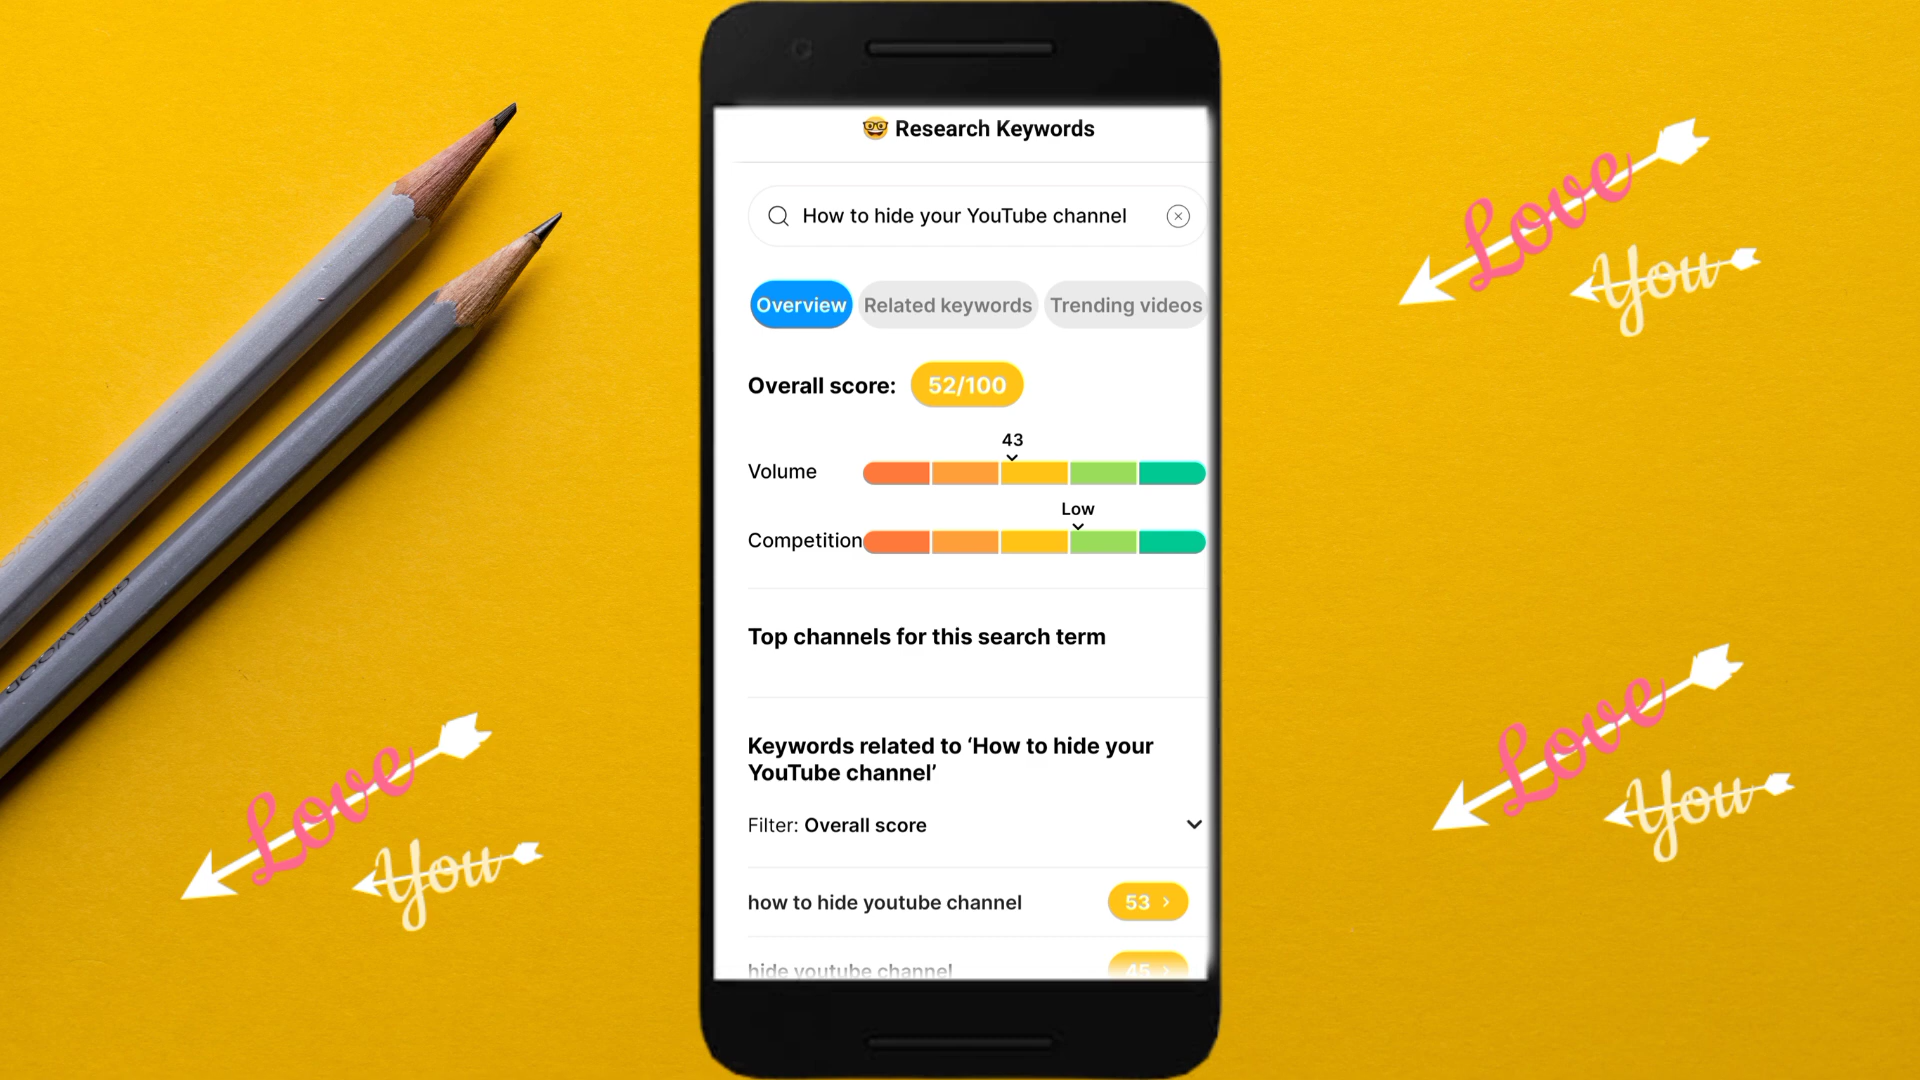 Research Keywords
How to hide your YouTube channel
Overview Related keywords Trending videos
Overall score: 52/100
43
Volume
Low
Competition
Top channels for this search term
Keywords related to ‘How to hide your
YouTube channel’
Filter: Overall score
how to hide youtube channel 53
hide youtube channel 45
Love
You
Love
You
Love
You